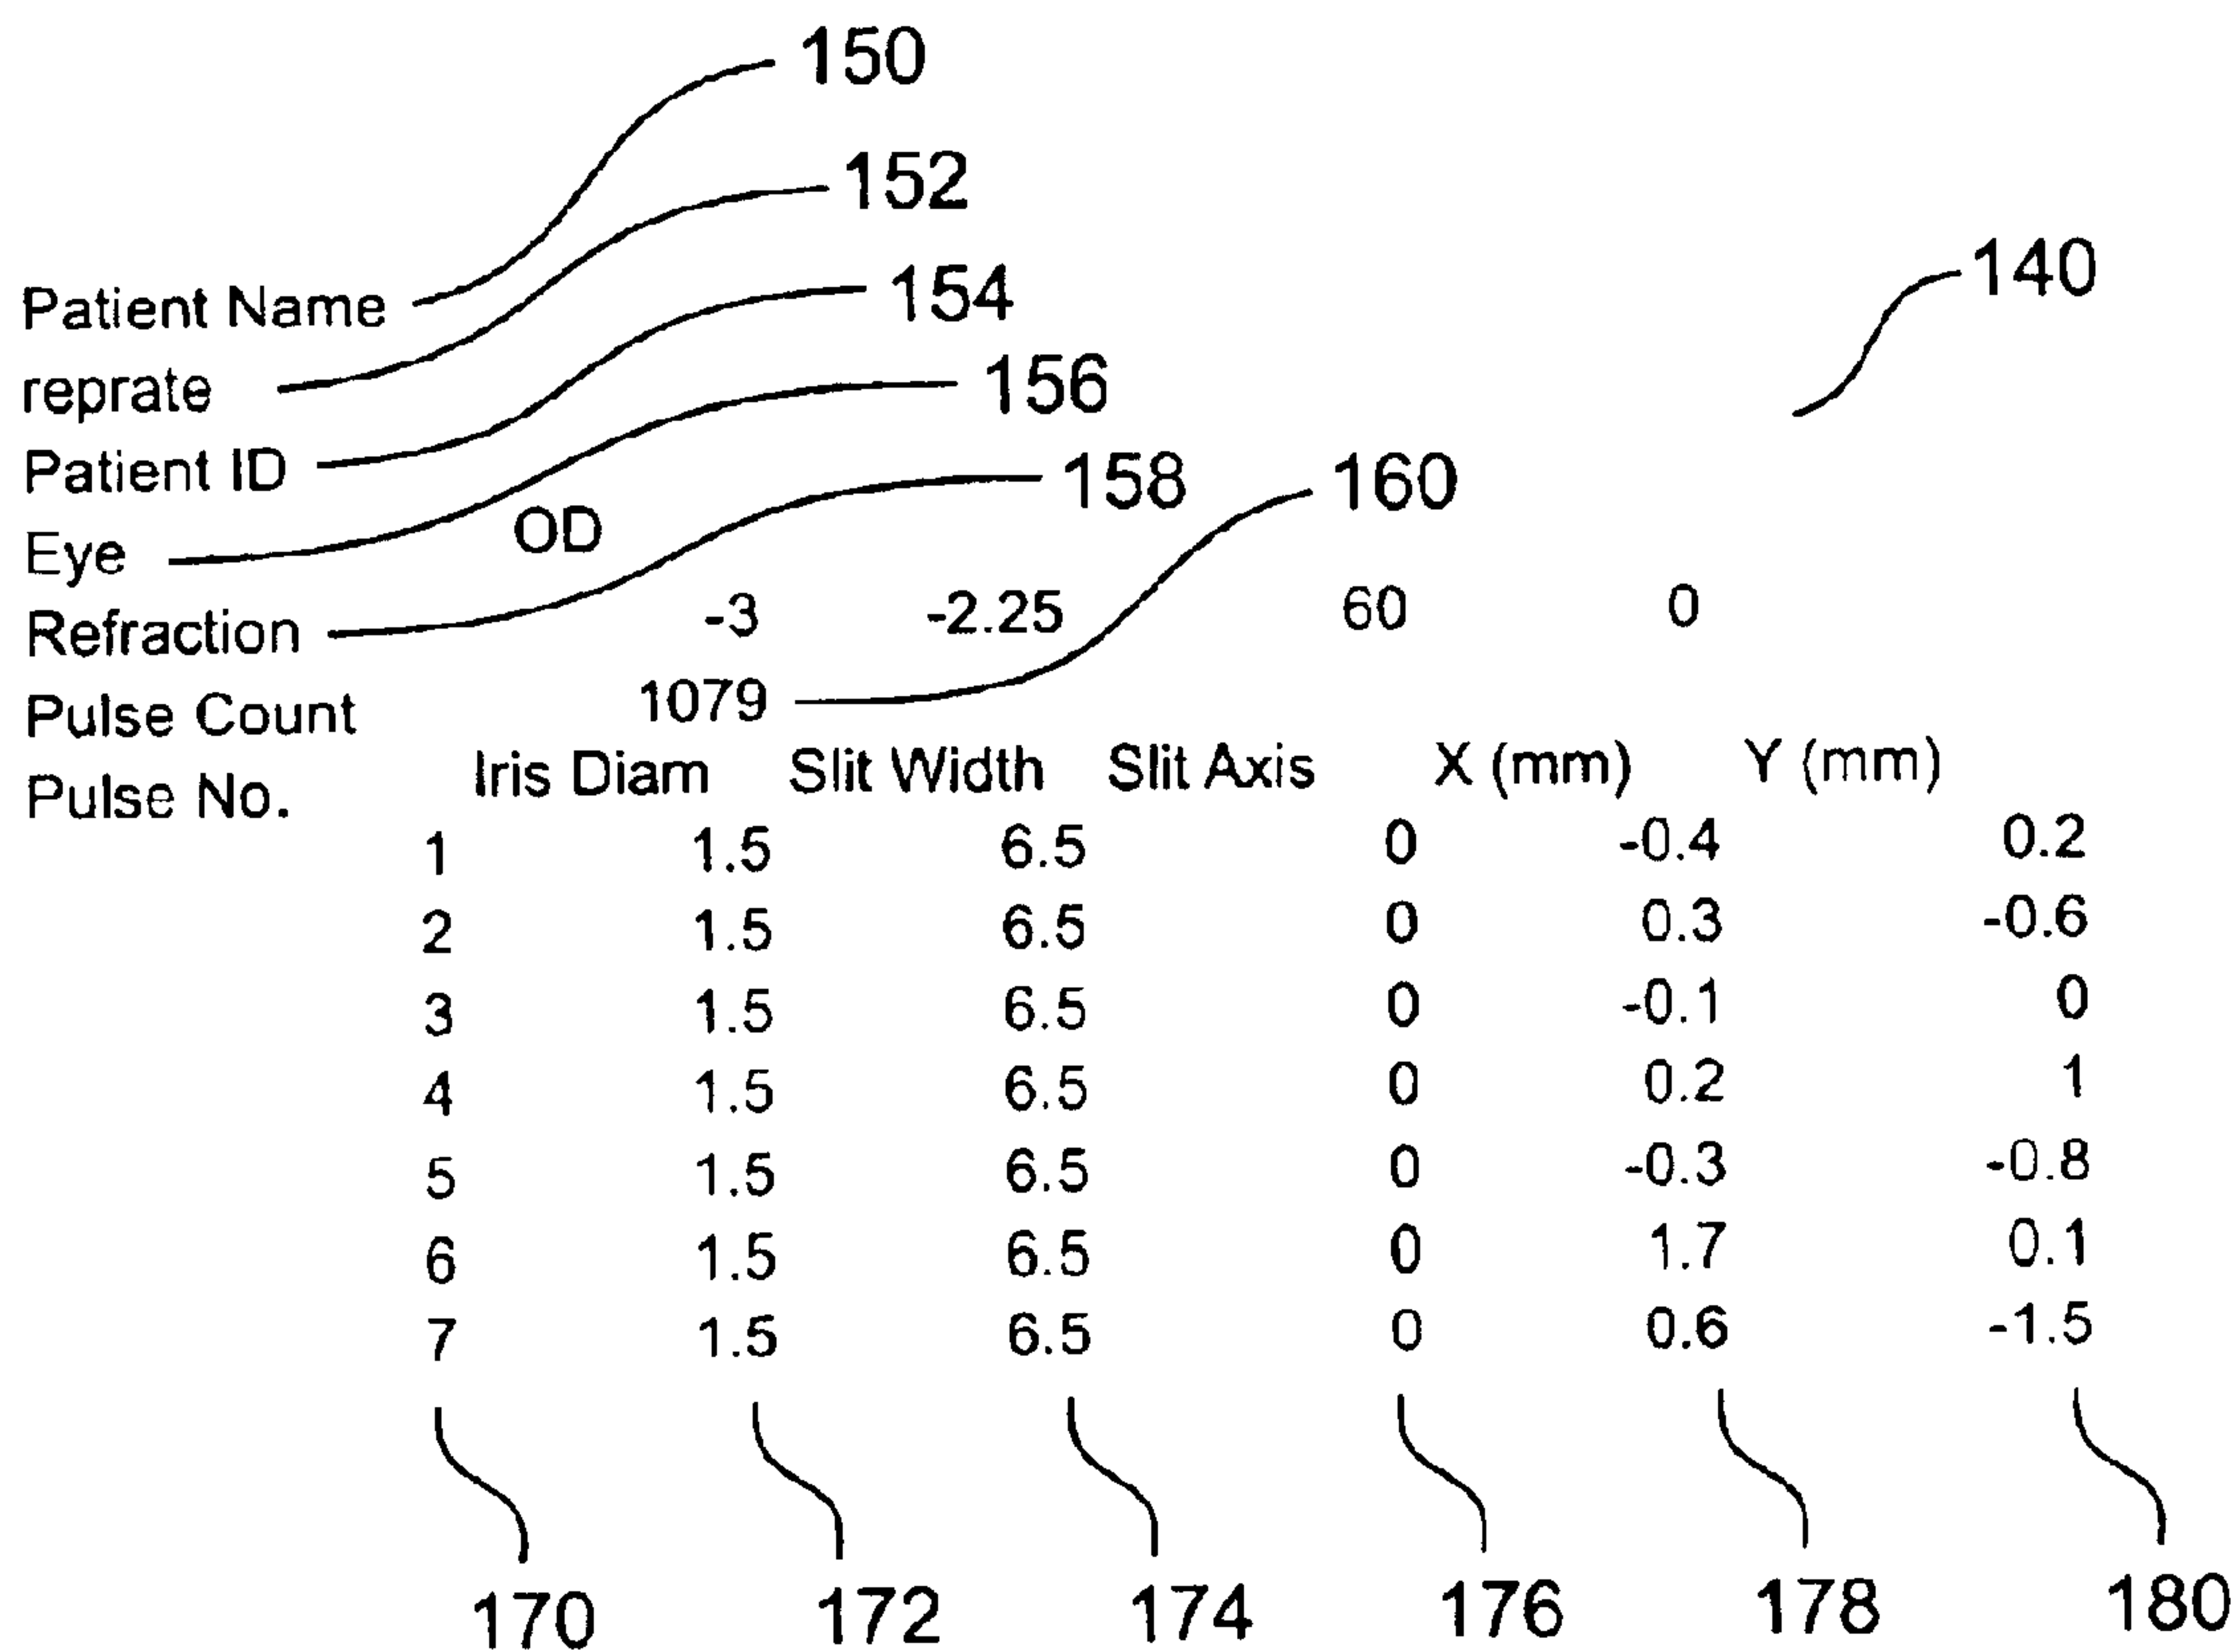 150
152
154
140
Patient Name
reprate
156
Patient ID
158 160
Eye OD
Refraction -3 -2.25 60 0
Pulse Count 1079
Pulse No. Iris Diam Slit Width Slit Axis X (mm) Y (mm)
1 1.5 6.5 0 -0.4 0.2
2 1.5 6.5 0 0.3 -0.6
3 1.5 6.5 0 -0.1 0
4 1.5 6.5 0 0.2 1
5 1.5 6.5 0 -0.3 -0.8
6 1.5 6.5 0 1.7 0.1
7 1.5 6.5 0 0.6 -1.5
170 172 174 176 178 180